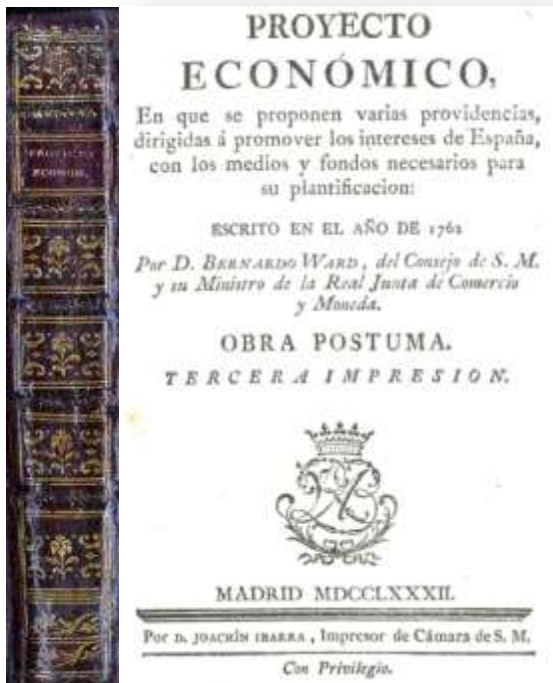 PROYECTO
ECONÓMICO,
En que se proponen varias providencias,
dirigidas á promover los intereses de España,
con los medios y fondos necesarios para
su plantificacion:
ESCRITO EN EL AÑO DE 1762
Por D. BERNARDO WARD, del Consejo de S. M.
y su Ministro de la Real Junta de Comercio
y Moneda.
OBRA POSTUMA.
TERCERA IMPRESION.
MADRID MDCCLXXXII.
Por D. JOACHÎN IBARRA, Impresor de Cámara de S. M.
Con Privilegio.